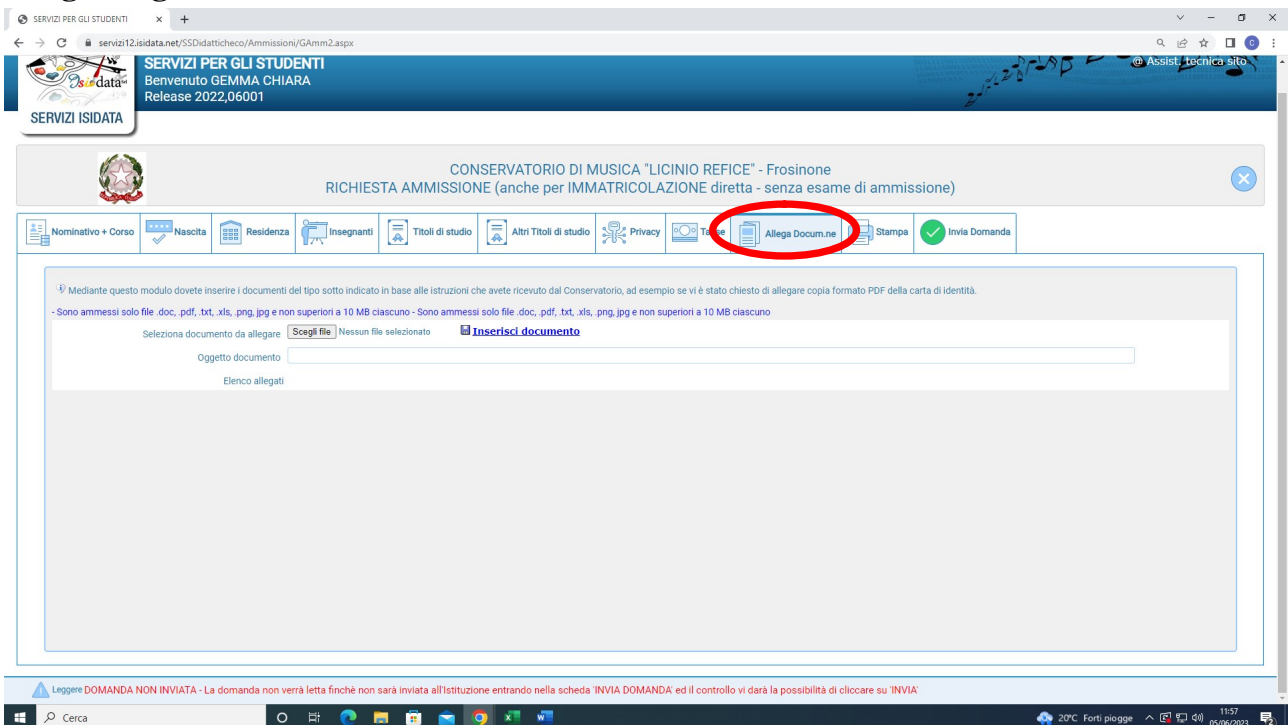 SERVIZI PER GLI STUDENTI
servizi12.isidata.net/SSDidatticheco/Ammissioni/GAmm2.aspx
C
Isidata
SERVIZI ISIDATA
SERVIZI PER GLI STUDENTI
Benvenuto GEMMA CHIARA
Release 2022,06001
@ Assist. tecnica sito
CONSERVATORIO DI MUSICA "LICINIO REFICE" - Frosinone
RICHIESTA AMMISSIONE (anche per IMMATRICOLAZIONE diretta - senza esame di ammissione)
Nominativo + Corso Nascita Residenza Insegnanti Titoli di studio Altri Titoli di studio Privacy Allega Docum.ne Stampa Invia Domanda
Mediante questo modulo dovete inserire i documenti del tipo sotto indicato in base alle istruzioni che avete ricevuto dal Conservatorio, ad esempio se vi è stato chiesto di allegare copia formato PDF della carta di identità.
- Sono ammessi solo file .doc, .pdf, .txt, .xls, .png, jpg e non superiori a 10 MB ciascuno - Sono ammessi solo file .doc, .pdf, .txt, .xls, .png, jpg e non superiori a 10 MB ciascuno
Seleziona documento da allegare Scegli file Nessun file selezionato Inserisci documento
Oggetto documento
Elenco allegati
Leggere DOMANDA NON INVIATA - La domanda non verrà letta finchè non sarà inviata all'Istituzione entrando nella scheda 'INVIA DOMANDA' ed il controllo vi darà la possibilità di cliccare su 'INVIA'
Cerca
20°C Forti piogge
11:57
05/06/2023